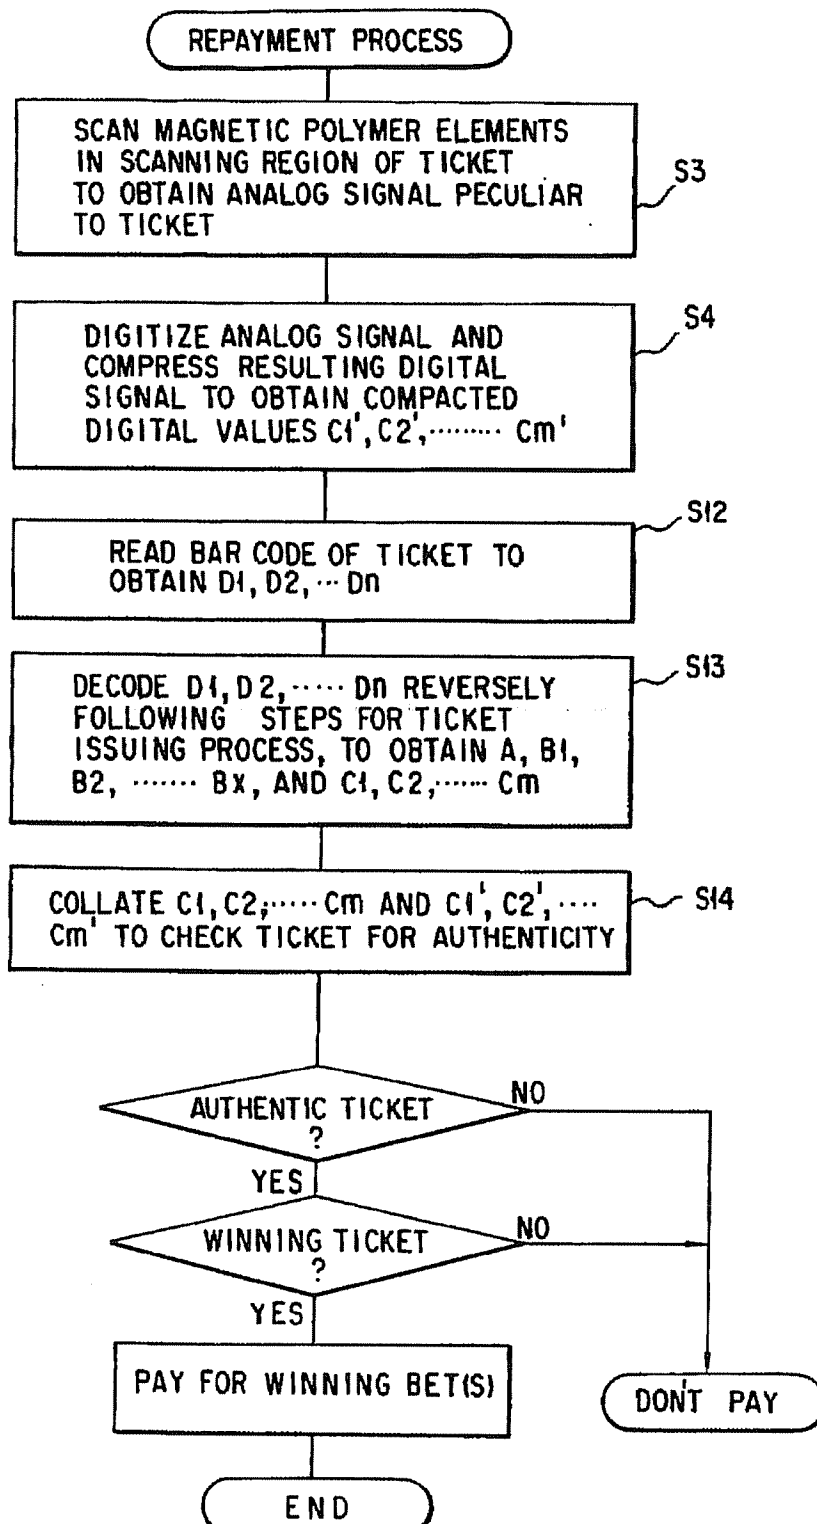 REPAYMENT PROCESS
SCAN MAGNETIC POLYMER ELEMENTS
IN SCANNING REGION OF TICKET
TO OBTAIN ANALOG SIGNAL PECULIAR
TO TICKET
S3
DIGITIZE ANALOG SIGNAL AND
COMPRESS RESULTING DIGITAL
SIGNAL TO OBTAIN COMPACTED
DIGITAL VALUES C1', C2', ········· Cm'
S4
READ BAR CODE OF TICKET TO
OBTAIN D1, D2, ··· Dn
S12
DECODE D1, D2, ····· Dn REVERSELY
FOLLOWING STEPS FOR TICKET
ISSUING PROCESS, TO OBTAIN A, B1,
B2, ······· Bx, AND C1, C2, ······ Cm
S13
COLLATE C1, C2, ····· Cm AND C1', C2', ····
Cm' TO CHECK TICKET FOR AUTHENTICITY
S14
AUTHENTIC TICKET
?
NO
YES
WINNING TICKET
?
NO
YES
PAY FOR WINNING BET(S)
DON'T PAY
END